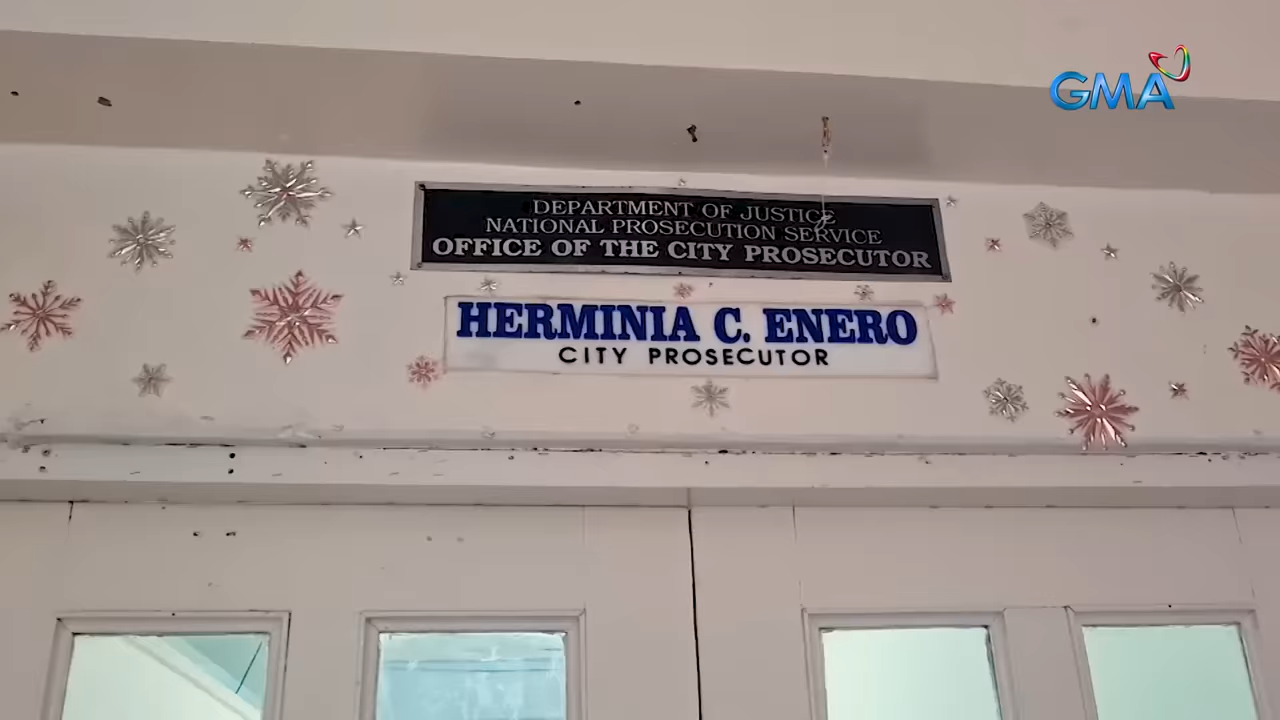 GMA
DEPARTMENT OF JUSTICE
NATIONAL PROSECUTION SERVICE
OFFICE OF THE CITY PROSECUTOR
HERMINIA C. ENERO
CITY PROSECUTOR